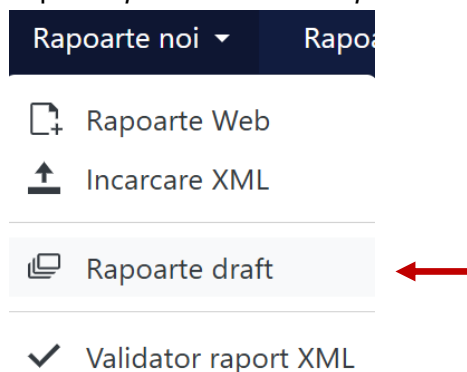 Rapoarte noi
Rapoa
Rapoarte Web
Incarcare XML
Rapoarte draft
Validator raport XML